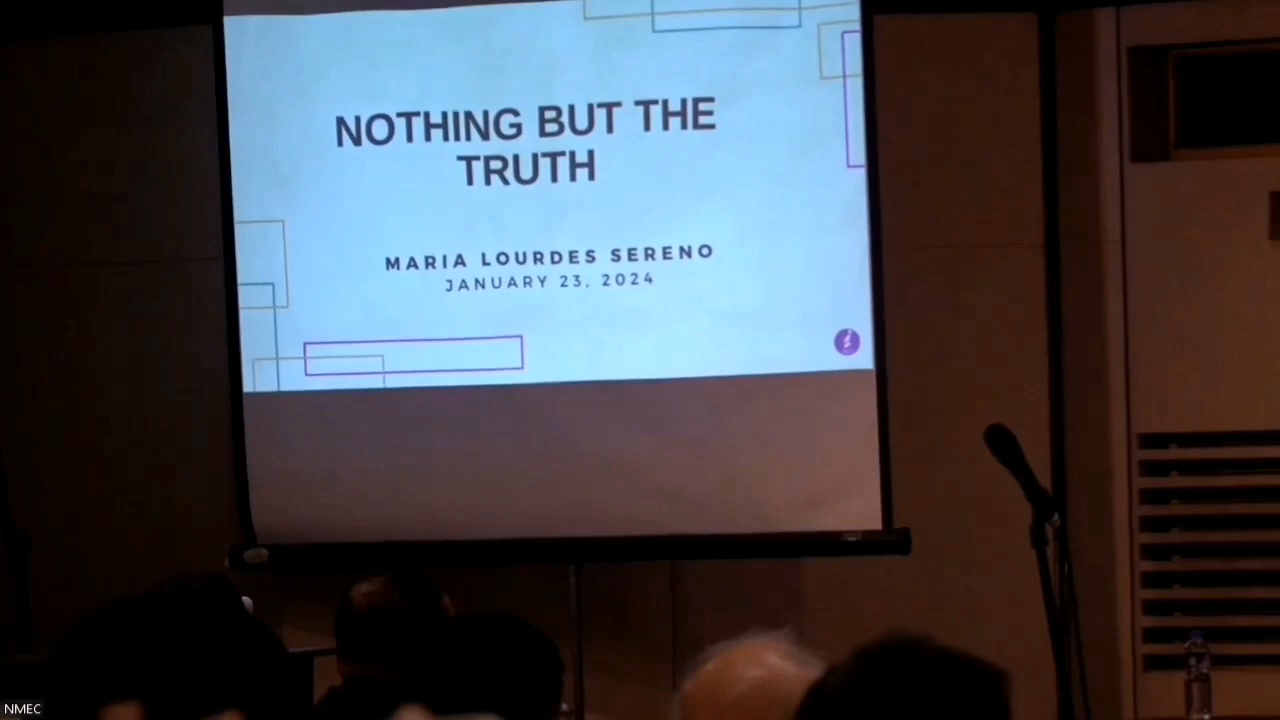 NOTHING BUT THE
TRUTH
MARIA LOURDES SERENO
JANUARY 23, 2024
NMEC